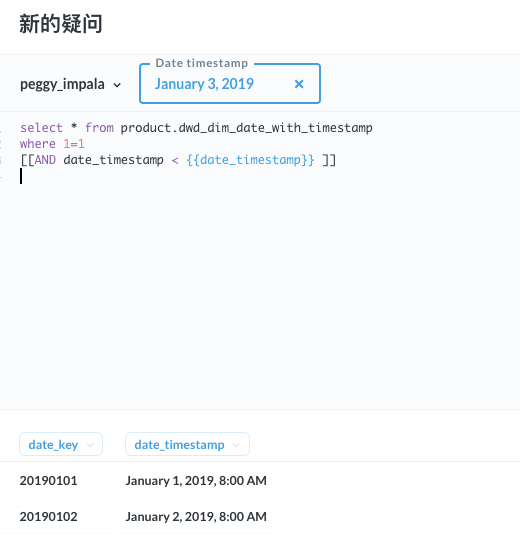 新的疑问
Date timestamp
peggy_impala
January 3, 2019
select * from product.dwd_dim_date_with_timestamp
where 1=1
[[AND date_timestamp < {{date_timestamp}} ]]
date_key
date_timestamp
20190101
January 1, 2019, 8:00 AM
20190102
January 2, 2019, 8:00 AM